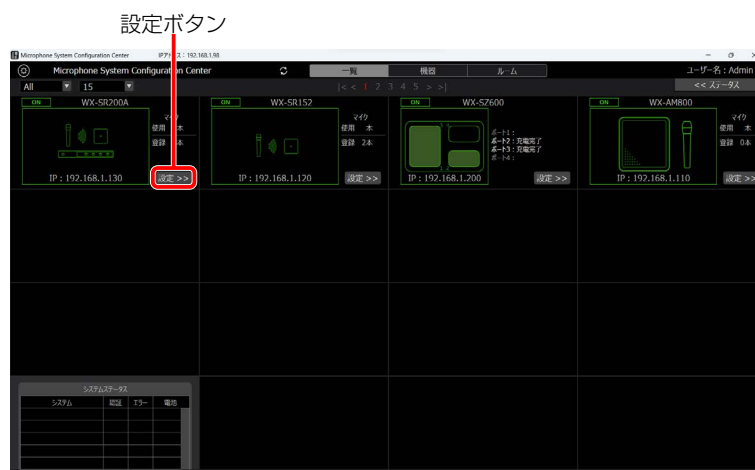 設定ボタン
Microphone System Configuration Center IPアドレス : 192.168.1.98
Microphone System Configuration Center 一覧 機器 ルーム ユーザー名 : Admin
All 15 |< < 1 2 3 4 5 > >| << ステータス
ON WX-SR200A
マイク
使用 本
登録 本
IP : 192.168.1.130 設定 >>
ON WX-SR152
マイク
使用 本
登録 2本
IP : 192.168.1.120 設定 >>
ON WX-SZ600
ポート1 :
ポート2 : 充電完了
ポート3 : 充電完了
ポート4 :
IP : 192.168.1.200 設定 >>
ON WX-AM800
マイク
使用 本
登録 0本
IP : 192.168.1.110 設定 >>
システムステータス
システム 認証 エラー 電池